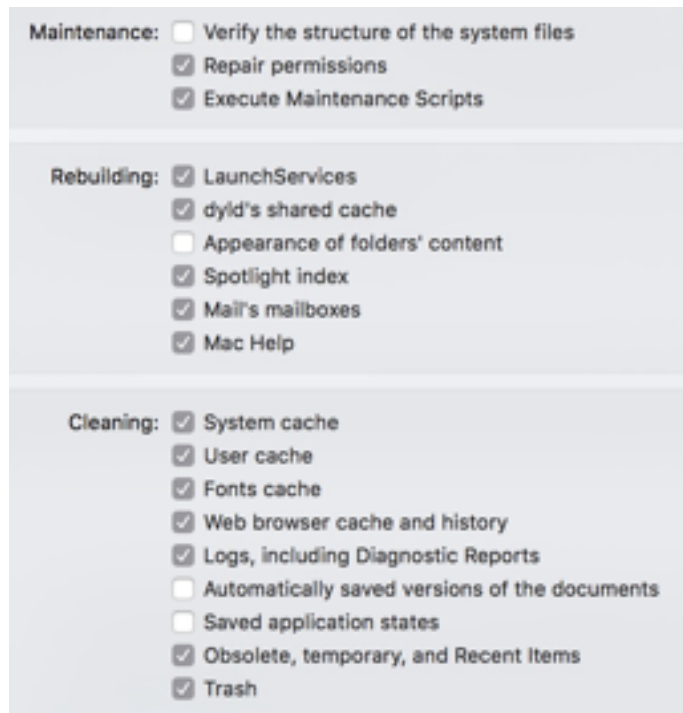 Maintenance: Verify the structure of the system files
Repair permissions
Execute Maintenance Scripts
Rebuilding: LaunchServices
dyld's shared cache
Appearance of folders' content
Spotlight index
Mail's mailboxes
Mac Help
Cleaning: System cache
User cache
Fonts cache
Web browser cache and history
Logs, including Diagnostic Reports
Automatically saved versions of the documents
Saved application states
Obsolete, temporary, and Recent Items
Trash